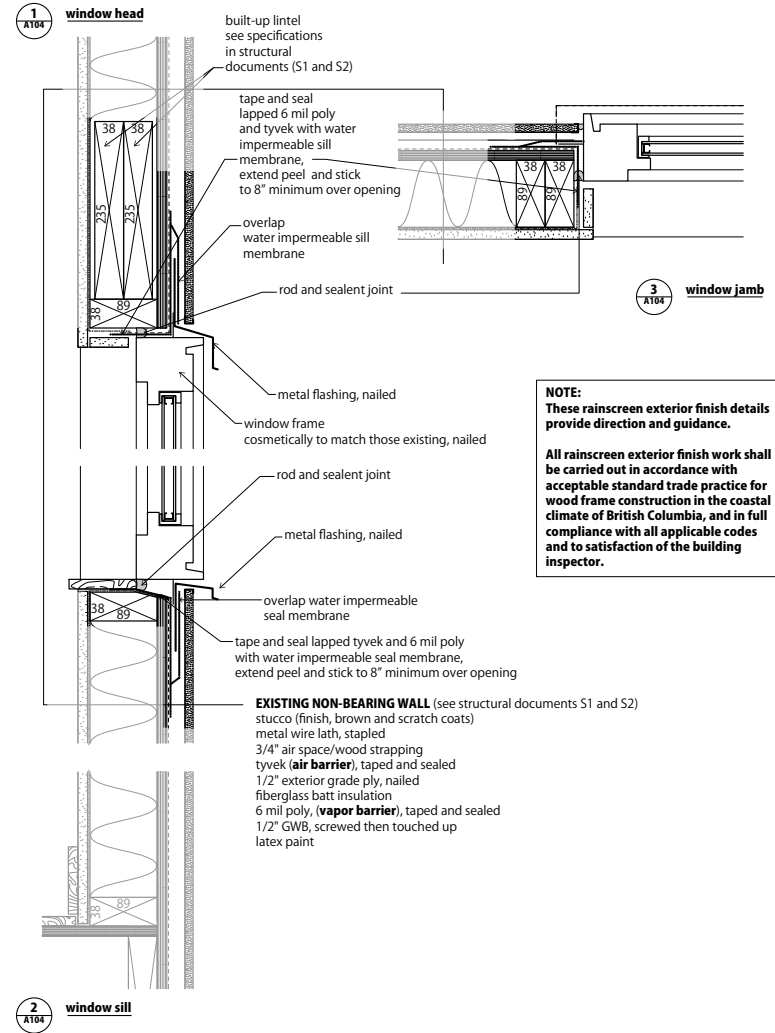 1
A104
window head
built-up lintel
see specifications
in structural
documents (S1 and S2)
tape and seal
lapped 6 mil poly
and tyvek with water
impermeable sill
membrane,
extend peel and stick
to 8" minimum over opening
overlap
water impermeable sill
membrane
rod and sealent joint
metal flashing, nailed
window frame
cosmetically to match those existing, nailed
rod and sealent joint
metal flashing, nailed
overlap water impermeable
seal membrane
tape and seal lapped tyvek and 6 mil poly
with water impermeable seal membrane,
extend peel and stick to 8" minimum over opening
EXISTING NON-BEARING WALL (see structural documents S1 and S2)
stucco (finish, brown and scratch coats)
metal wire lath, stapled
3/4" air space/wood strapping
tyvek (air barrier), taped and sealed
1/2" exterior grade ply, nailed
fiberglass batt insulation
6 mil poly, (vapor barrier), taped and sealed
1/2" GWB, screwed then touched up
latex paint
38 38
235 235
38 89
38 89
38 89
2
A104
window sill
38 38
89 89
3
A104
window jamb
NOTE:
These rainscreen exterior finish details
provide direction and guidance.
All rainscreen exterior finish work shall
be carried out in accordance with
acceptable standard trade practice for
wood frame construction in the coastal
climate of British Columbia, and in full
compliance with all applicable codes
and to satisfaction of the building
inspector.